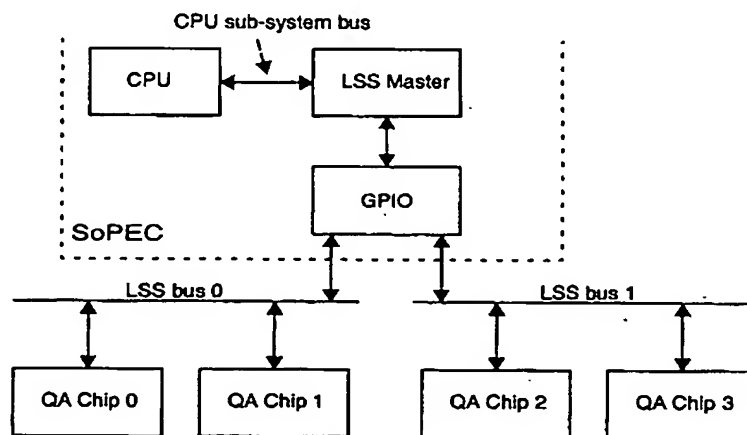 CPU sub-system bus
CPU
LSS Master
GPIO
SoPEC
LSS bus 0
LSS bus 1
QA Chip 0
QA Chip 1
QA Chip 2
QA Chip 3